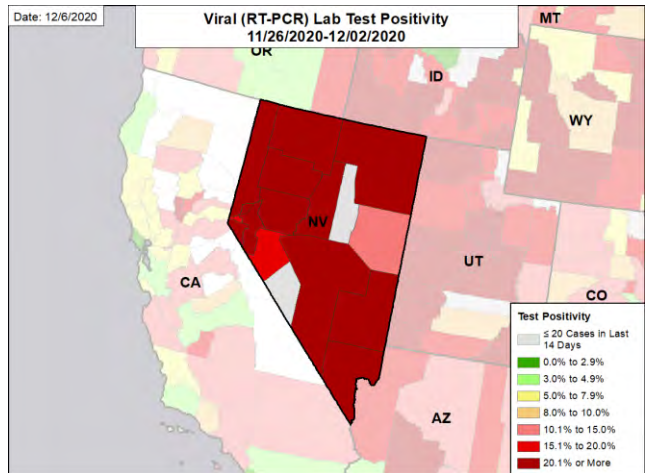 Date: 12/6/2020
Viral (RT-PCR) Lab Test Positivity
11/26/2020-12/02/2020
MT
OR
ID
WY
NV
UT
CA
CO
AZ
Test Positivity
≤ 20 Cases in Last
14 Days
0.0% to 2.9%
3.0% to 4.9%
5.0% to 7.9%
8.0% to 10.0%
10.1% to 15.0%
15.1% to 20.0%
20.1% or More